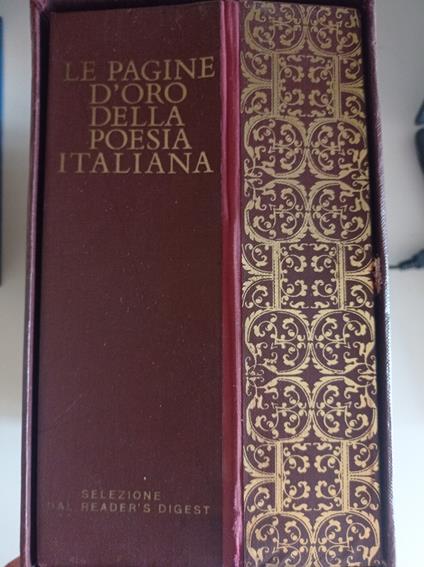 LE PAGINE
D'ORO
DELLA
POESIA
ITALIANA
SELEZIONE
DAL READER'S DIGEST